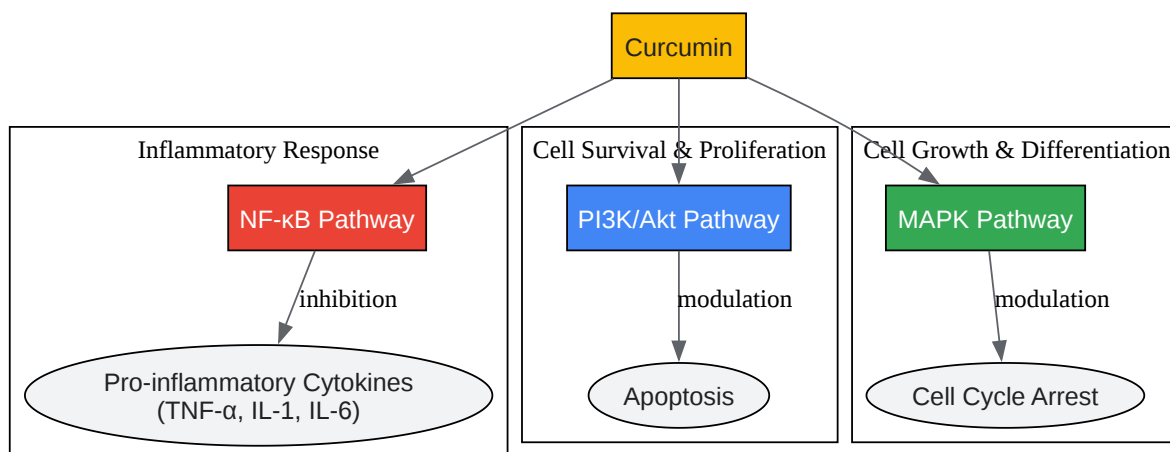 Curcumin
Inflammatory Response
Cell Survival & Proliferation
Cell Growth & Differentiation
NF-κB Pathway
PI3K/Akt Pathway
MAPK Pathway
inhibition
modulation
modulation
Pro-inflammatory Cytokines
(TNF-α, IL-1, IL-6)
Apoptosis
Cell Cycle Arrest